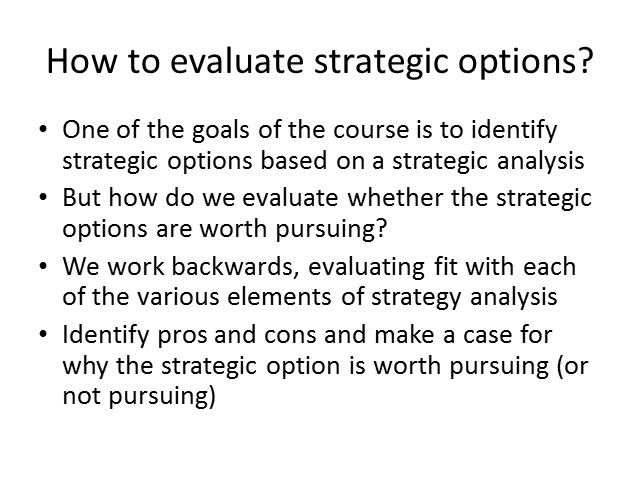 How to evaluate strategic options?
• One of the goals of the course is to identify
strategic options based on a strategic analysis
• But how do we evaluate whether the strategic
options are worth pursuing?
• We work backwards, evaluating fit with each
of the various elements of strategy analysis
• Identify pros and cons and make a case for
why the strategic option is worth pursuing (or
not pursuing)